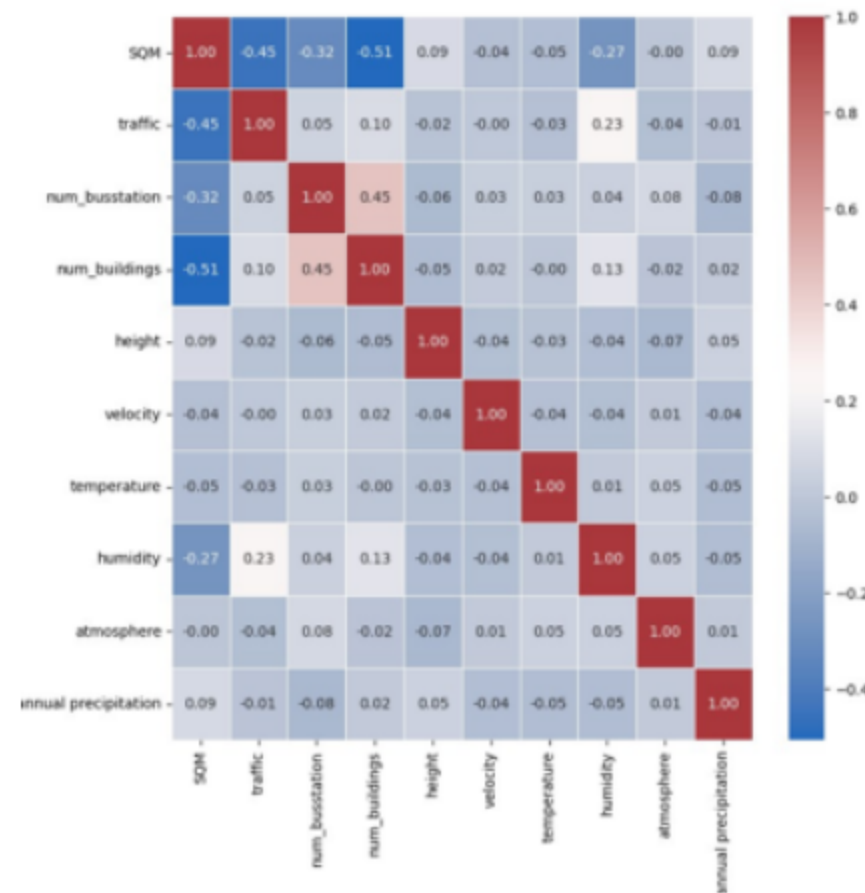 1.0
SQM 1.00 -0.45 -0.32 -0.51 0.09 -0.04 -0.05 -0.27 -0.00 0.09
0.8
traffic -0.45 1.00 0.05 0.10 -0.02 -0.00 -0.03 0.23 -0.04 -0.01
num_busstation -0.32 0.05 1.00 0.45 -0.06 0.03 0.03 0.04 0.08 -0.08
0.6
num_buildings -0.51 0.10 0.45 1.00 -0.05 0.02 -0.00 0.13 -0.02 0.02
0.4
height 0.09 -0.02 -0.06 -0.05 1.00 -0.04 -0.03 -0.04 -0.07 0.05
0.2
velocity -0.04 -0.00 0.03 0.02 -0.04 1.00 -0.04 -0.04 0.01 -0.04
temperature -0.05 -0.03 0.03 -0.00 -0.03 -0.04 1.00 0.01 0.05 -0.05
0.0
humidity -0.27 0.23 0.04 0.13 -0.04 -0.04 0.01 1.00 0.05 -0.05
-0.2
atmosphere -0.00 -0.04 0.08 -0.02 -0.07 0.01 0.05 0.05 1.00 0.01
-0.4
annual precipitation 0.09 -0.01 -0.08 0.02 0.05 -0.04 -0.05 -0.05 0.01 1.00
SQM
traffic
num_busstation
num_buildings
height
velocity
temperature
humidity
atmosphere
annual precipitation